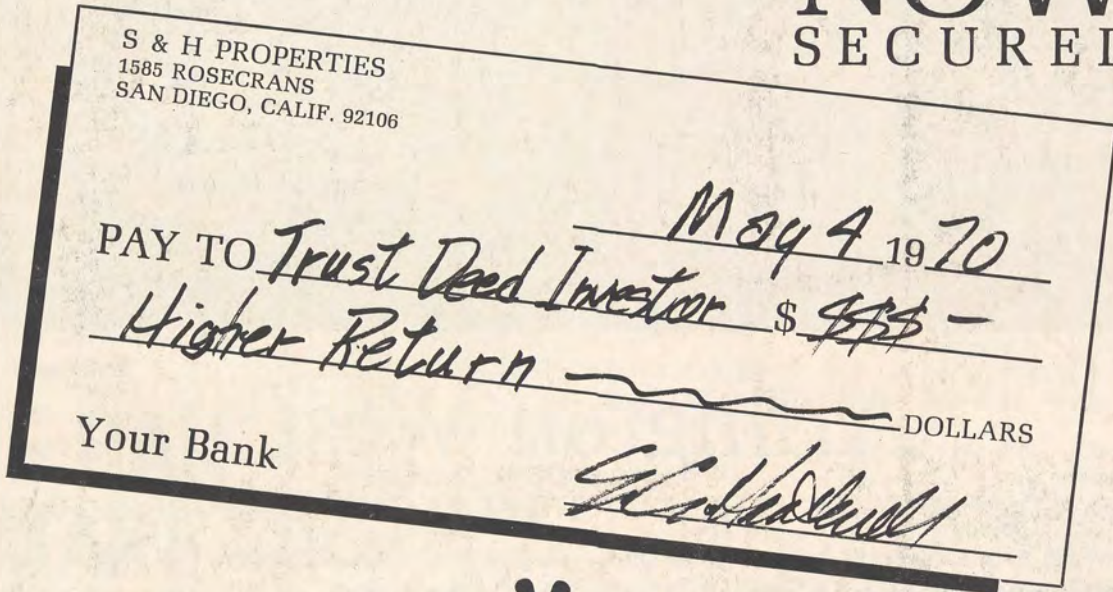 NOW
SECURED
S & H PROPERTIES
1585 ROSECRANS
SAN DIEGO, CALIF. 92106
May 4 1970
PAY TO Trust Deed Investor $ $$$ —
Higher Return DOLLARS
Your Bank